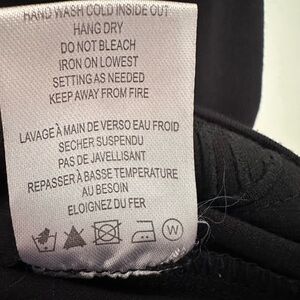 HAND WASH COLD INSIDE OUT
HANG DRY
DO NOT BLEACH
IRON ON LOWEST
SETTING AS NEEDED
KEEP AWAY FROM FIRE
LAVAGE À MAIN DE VERSO EAU FROID
SECHER SUSPENDU
PAS DE JAVELLISANT
REPASSER À BASSE TEMPERATURE
AU BESOIN
ELOIGNEZ DU FER
W